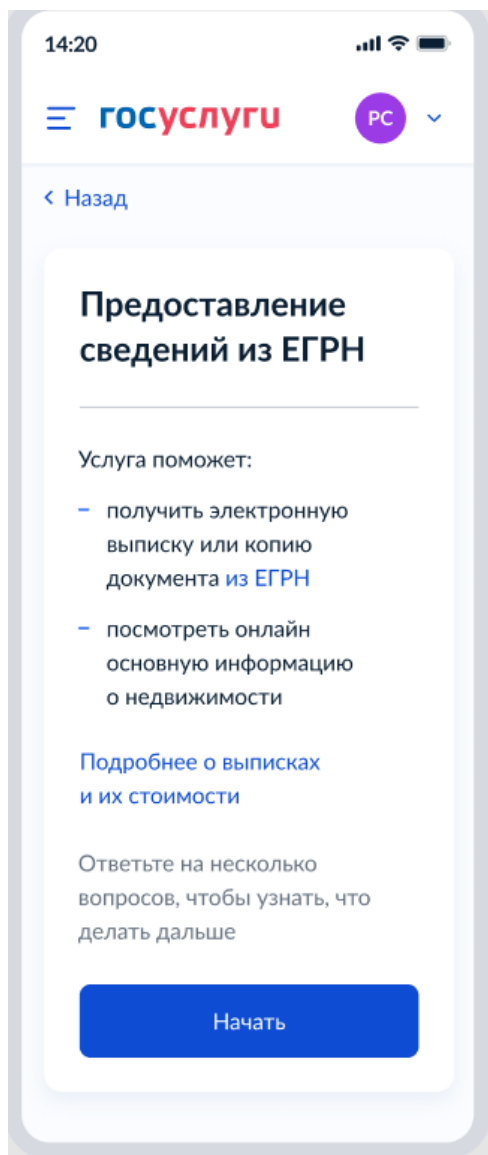 14:20
госуслуги
РС
Назад
Предоставление
сведений из ЕГРН
Услуга поможет:
– получить электронную
выписку или копию
документа из ЕГРН
– посмотреть онлайн
основную информацию
о недвижимости
Подробнее о выписках
и их стоимости
Ответьте на несколько
вопросов, чтобы узнать, что
делать дальше
Начать